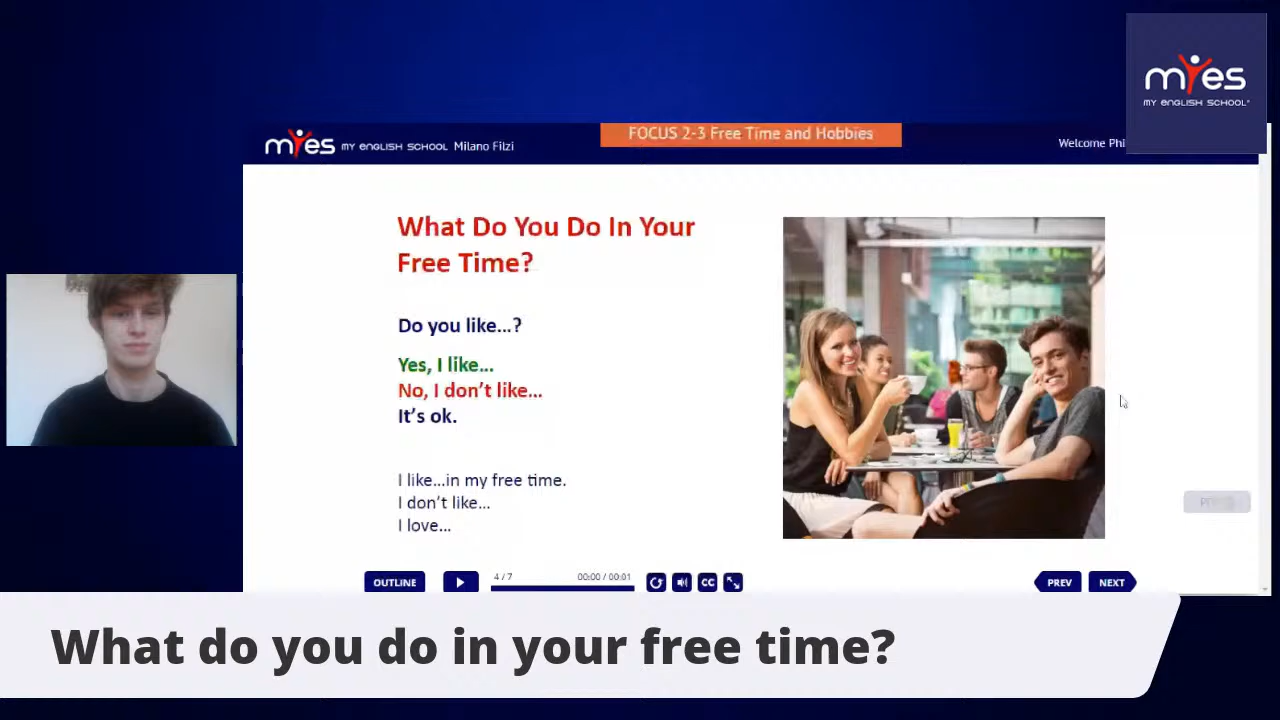 myes
MY ENGLISH SCHOOL®
myes MY ENGLISH SCHOOL Milano Filzi
FOCUS 2-3 Free Time and Hobbies
Welcome Phi
What Do You Do In Your
Free Time?
Do you like...?
Yes, I like...
No, I don't like...
It's ok.
I like...in my free time.
I don't like...
I love...
OUTLINE
4 / 7
00:00 / 00:01
CC
PREV
NEXT
What do you do in your free time?